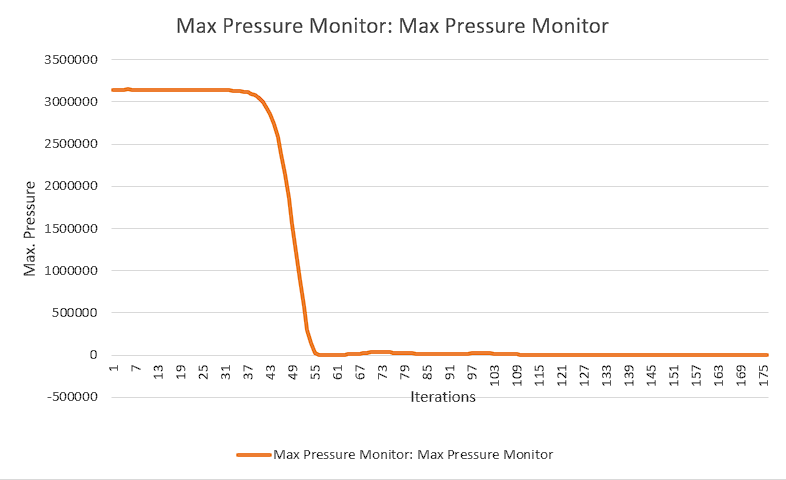 Max Pressure Monitor: Max Pressure Monitor
3500000
3000000
2500000
2000000
1500000
1000000
500000
0
-500000
Max. Pressure
1 7 13 19 25 31 37 43 49 55 61 67 73 79 85 91 97 103 109 115 121 127 133 139 145 151 157 163 169 175
Iterations
Max Pressure Monitor: Max Pressure Monitor